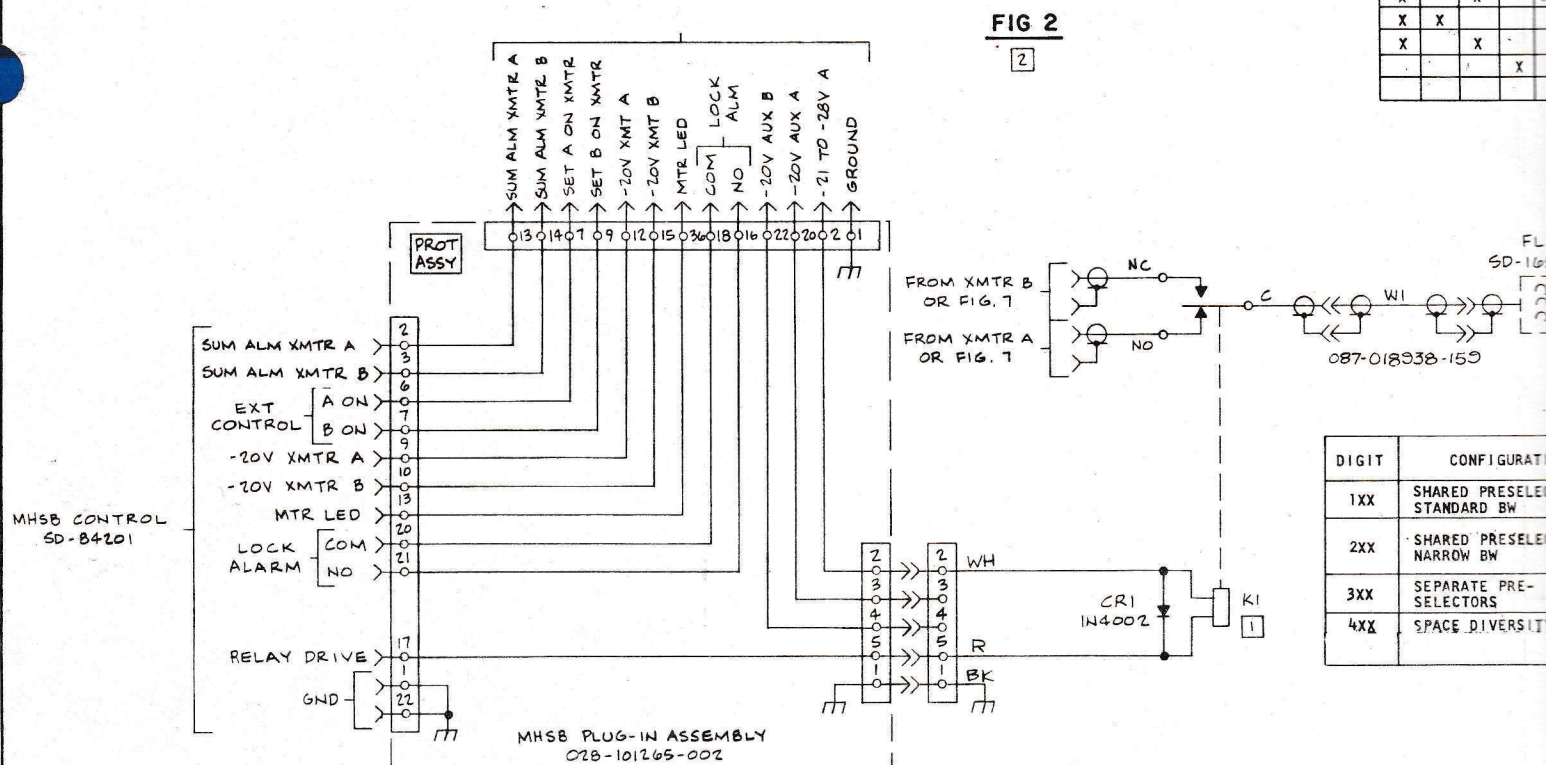 FIG 2
2
X X
X X
X X
X
SUM ALM XMTR A
SUM ALM XMTR B
SET A ON XMTR
SET B ON XMTR
-20V XMT A
-20V XMT B
MTR LED
COM
NO
LOCK
ALM
-20V AUX B
-20V AUX A
-21 TO -28V A
GROUND
PROT
ASSY
13 14 7 9 12 15 36 18 16 22 20 2 1
MHSB CONTROL
SD-84201
SUM ALM XMTR A
2
SUM ALM XMTR B
3
EXT
CONTROL
A ON
6
B ON
7
-20V XMTR A
9
-20V XMTR B
10
MTR LED
13
LOCK
ALARM
COM
20
NO
21
RELAY DRIVE
17
GND
1
22
MHSB PLUG-IN ASSEMBLY
028-101265-002
2 2 WH
3 3
4 4
5 5 R
1 1 BK
CR1
1N4002
K1
1
FROM XMTR B
OR FIG. 7
NC
FROM XMTR A
OR FIG. 7
NO
C
W1
087-018938-159
FL
SD-16
DIGIT CONFIGURATI
1XX SHARED PRESELEC
STANDARD BW
2XX SHARED PRESELEC
NARROW BW
3XX SEPARATE PRE-
SELECTORS
4XX SPACE DIVERSIT